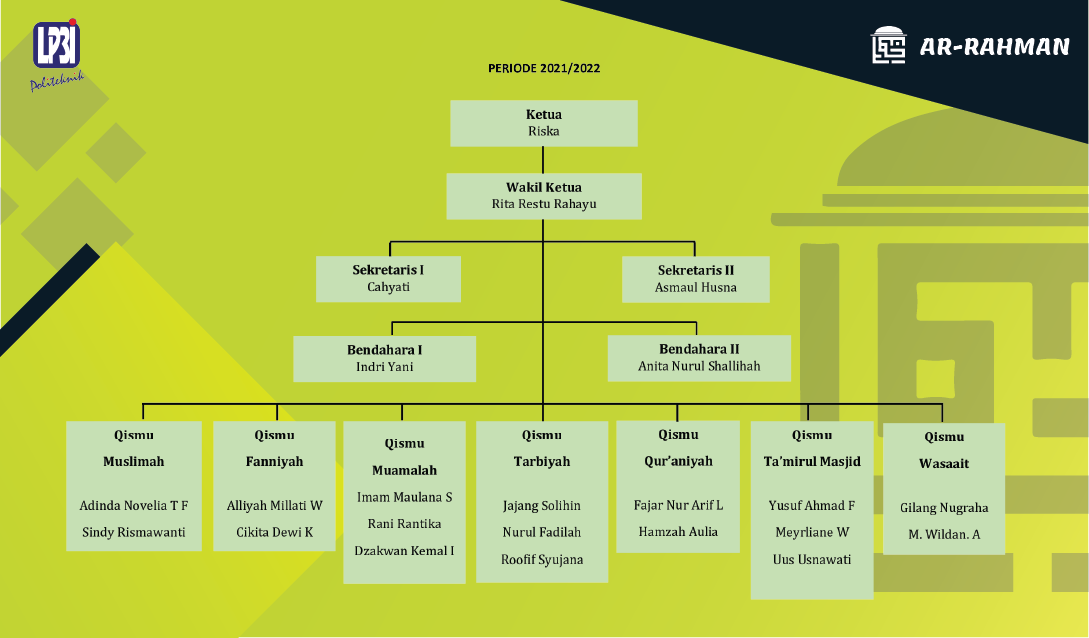 LP3I
Politeknik
AR-RAHMAN
PERIODE 2021/2022
Ketua
Riska
Wakil Ketua
Rita Restu Rahayu
Sekretaris I
Cahyati
Sekretaris II
Asmaul Husna
Bendahara I
Indri Yani
Bendahara II
Anita Nurul Shallihah
Qismu
Muslimah
Adinda Novelia T F
Sindy Rismawanti
Qismu
Fanniyah
Alliyah Millati W
Cikita Dewi K
Qismu
Muamalah
Imam Maulana S
Rani Rantika
Dzakwan Kemal I
Qismu
Tarbiyah
Jajang Solihin
Nurul Fadilah
Roofif Syujana
Qismu
Qur’aniyah
Fajar Nur Arif L
Hamzah Aulia
Qismu
Ta’mirul Masjid
Yusuf Ahmad F
Meyrliane W
Uus Usnawati
Qismu
Wasaait
Gilang Nugraha
M. Wildan. A